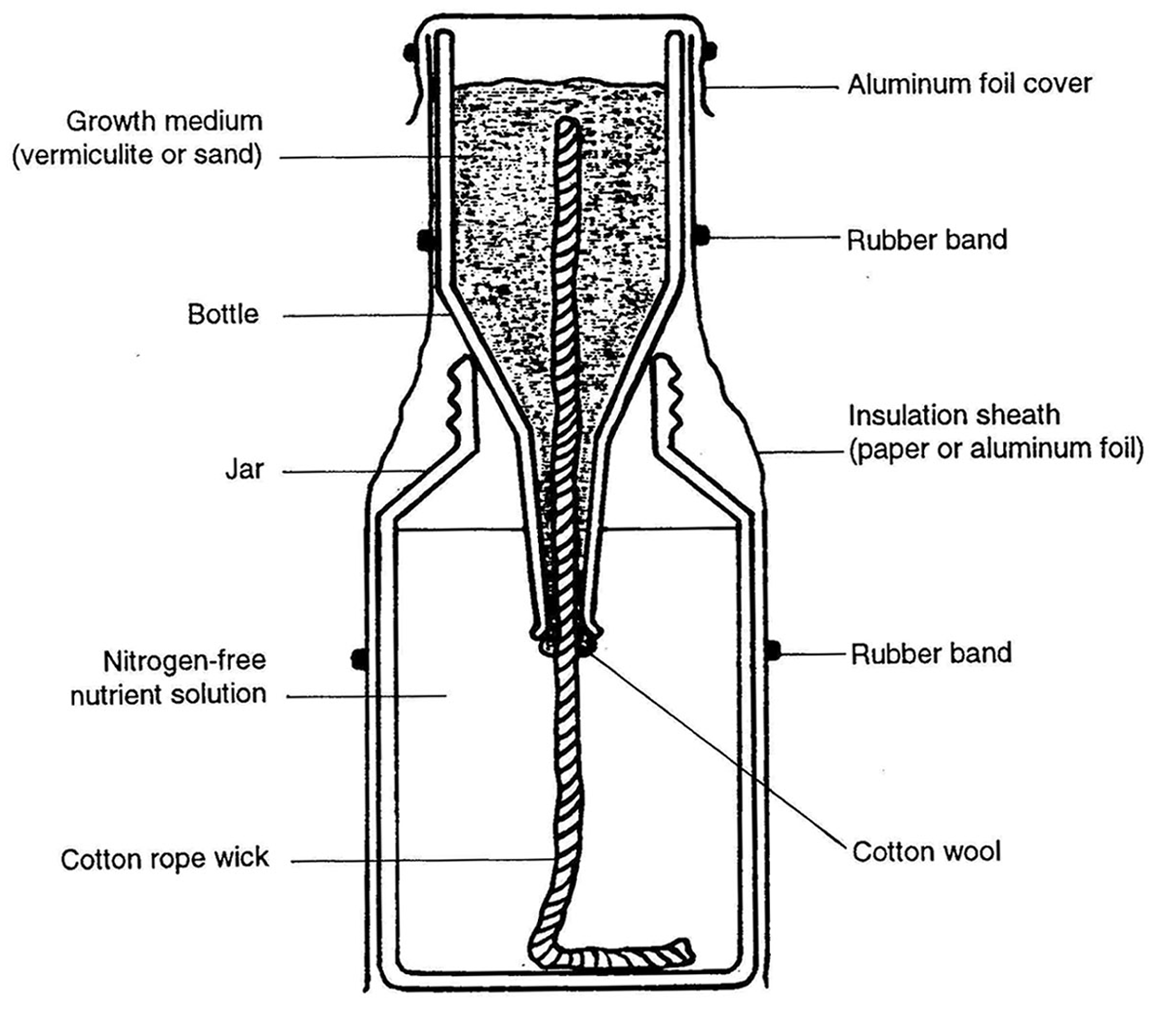 Aluminum foil cover
Growth medium
(vermiculite or sand)
Rubber band
Bottle
Insulation sheath
(paper or aluminum foil)
Jar
Nitrogen-free
nutrient solution
Rubber band
Cotton rope wick
Cotton wool